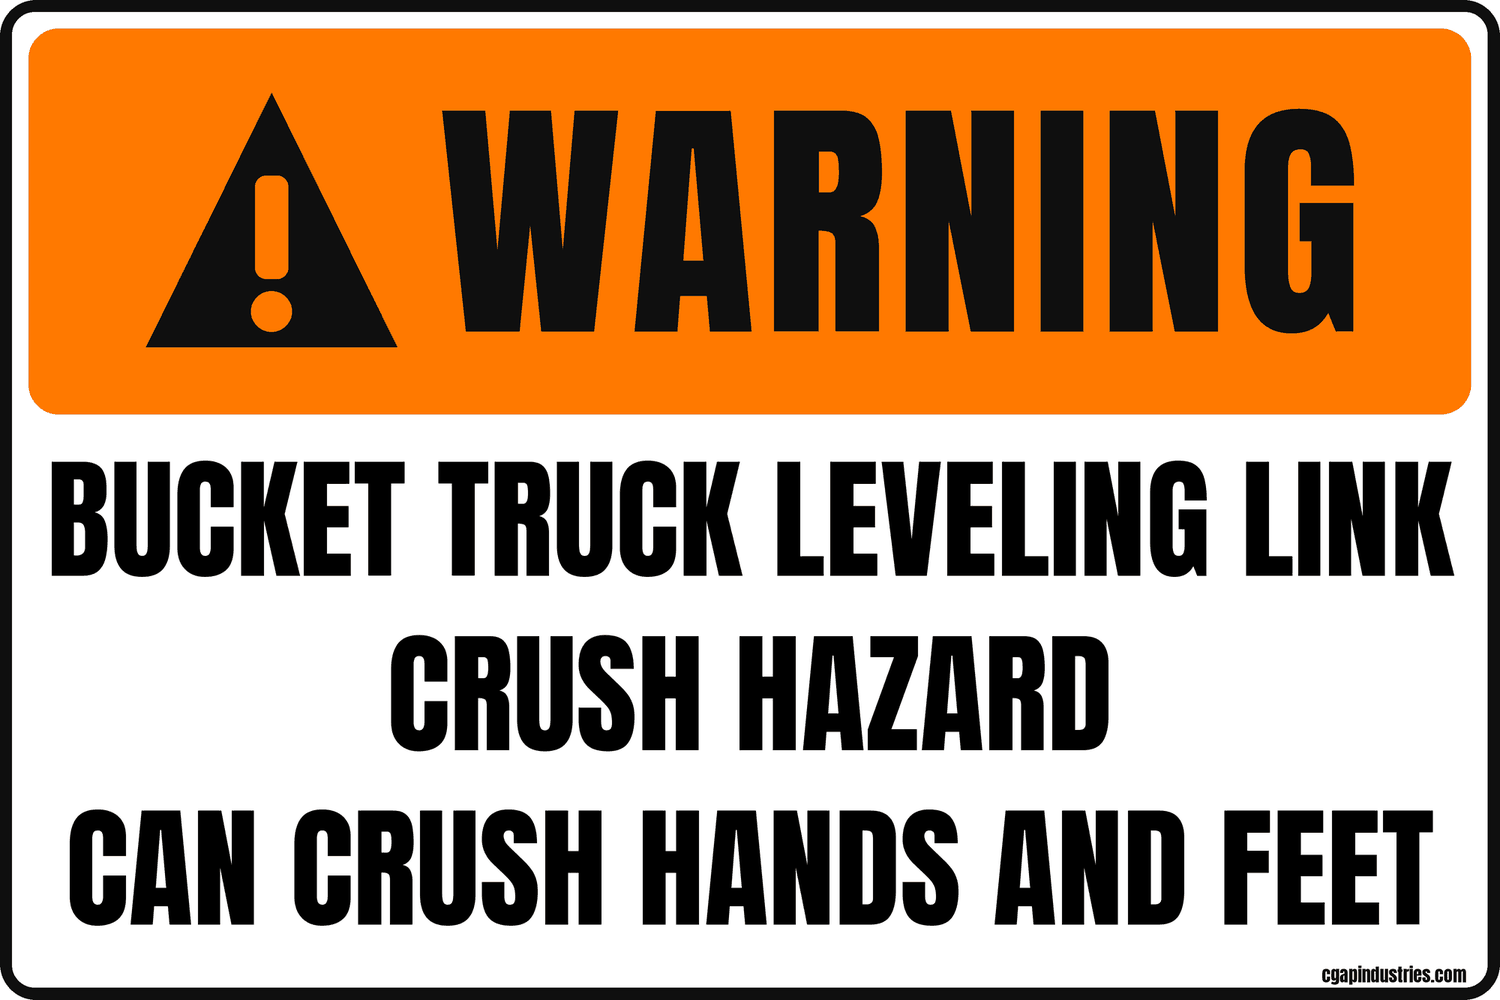 WARNING
BUCKET TRUCK LEVELING LINK
CRUSH HAZARD
CAN CRUSH HANDS AND FEET
cgapindustries.com